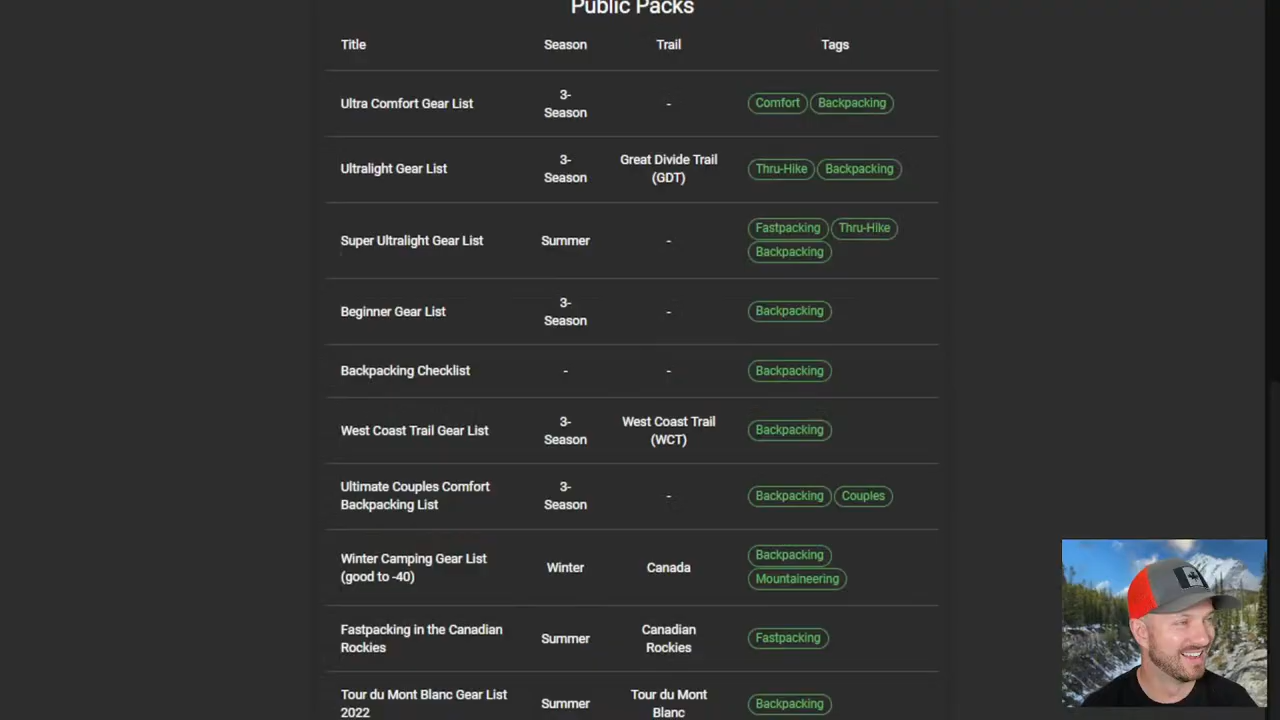 Public Packs
Title Season Trail Tags
3-
Ultra Comfort Gear List - Comfort Backpacking
Season
3- Great Divide Trail
Ultralight Gear List Thru-Hike Backpacking
Season (GDT)
Fastpacking Thru-Hike
Super Ultralight Gear List Summer -
Backpacking
3-
Beginner Gear List - Backpacking
Season
Backpacking Checklist - - Backpacking
3- West Coast Trail
West Coast Trail Gear List Backpacking
Season (WCT)
Ultimate Couples Comfort 3-
- Backpacking Couples
Backpacking List Season
Winter Camping Gear List Backpacking
Winter Canada
(good to -40) Mountaineering
Fastpacking in the Canadian Canadian
Summer Fastpacking
Rockies Rockies
Tour du Mont Blanc Gear List Tour du Mont
Summer Backpacking
2022 Blanc